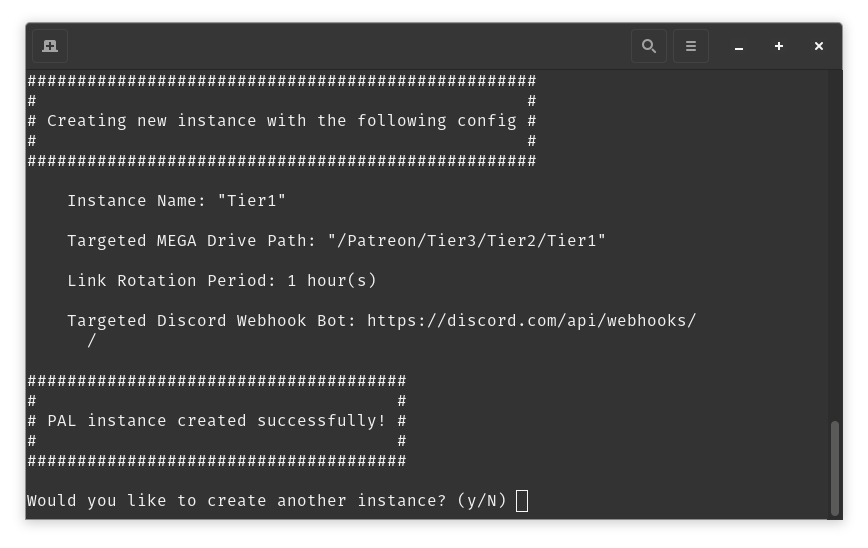 ###################################################
#                                                 #
# Creating new instance with the following config #
#                                                 #
###################################################
Instance Name: "Tier1"
Targeted MEGA Drive Path: "/Patreon/Tier3/Tier2/Tier1"
Link Rotation Period: 1 hour(s)
Targeted Discord Webhook Bot: https://discord.com/api/webhooks/
/
######################################
#                                    #
# PAL instance created successfully! #
#                                    #
######################################
Would you like to create another instance? (y/N)